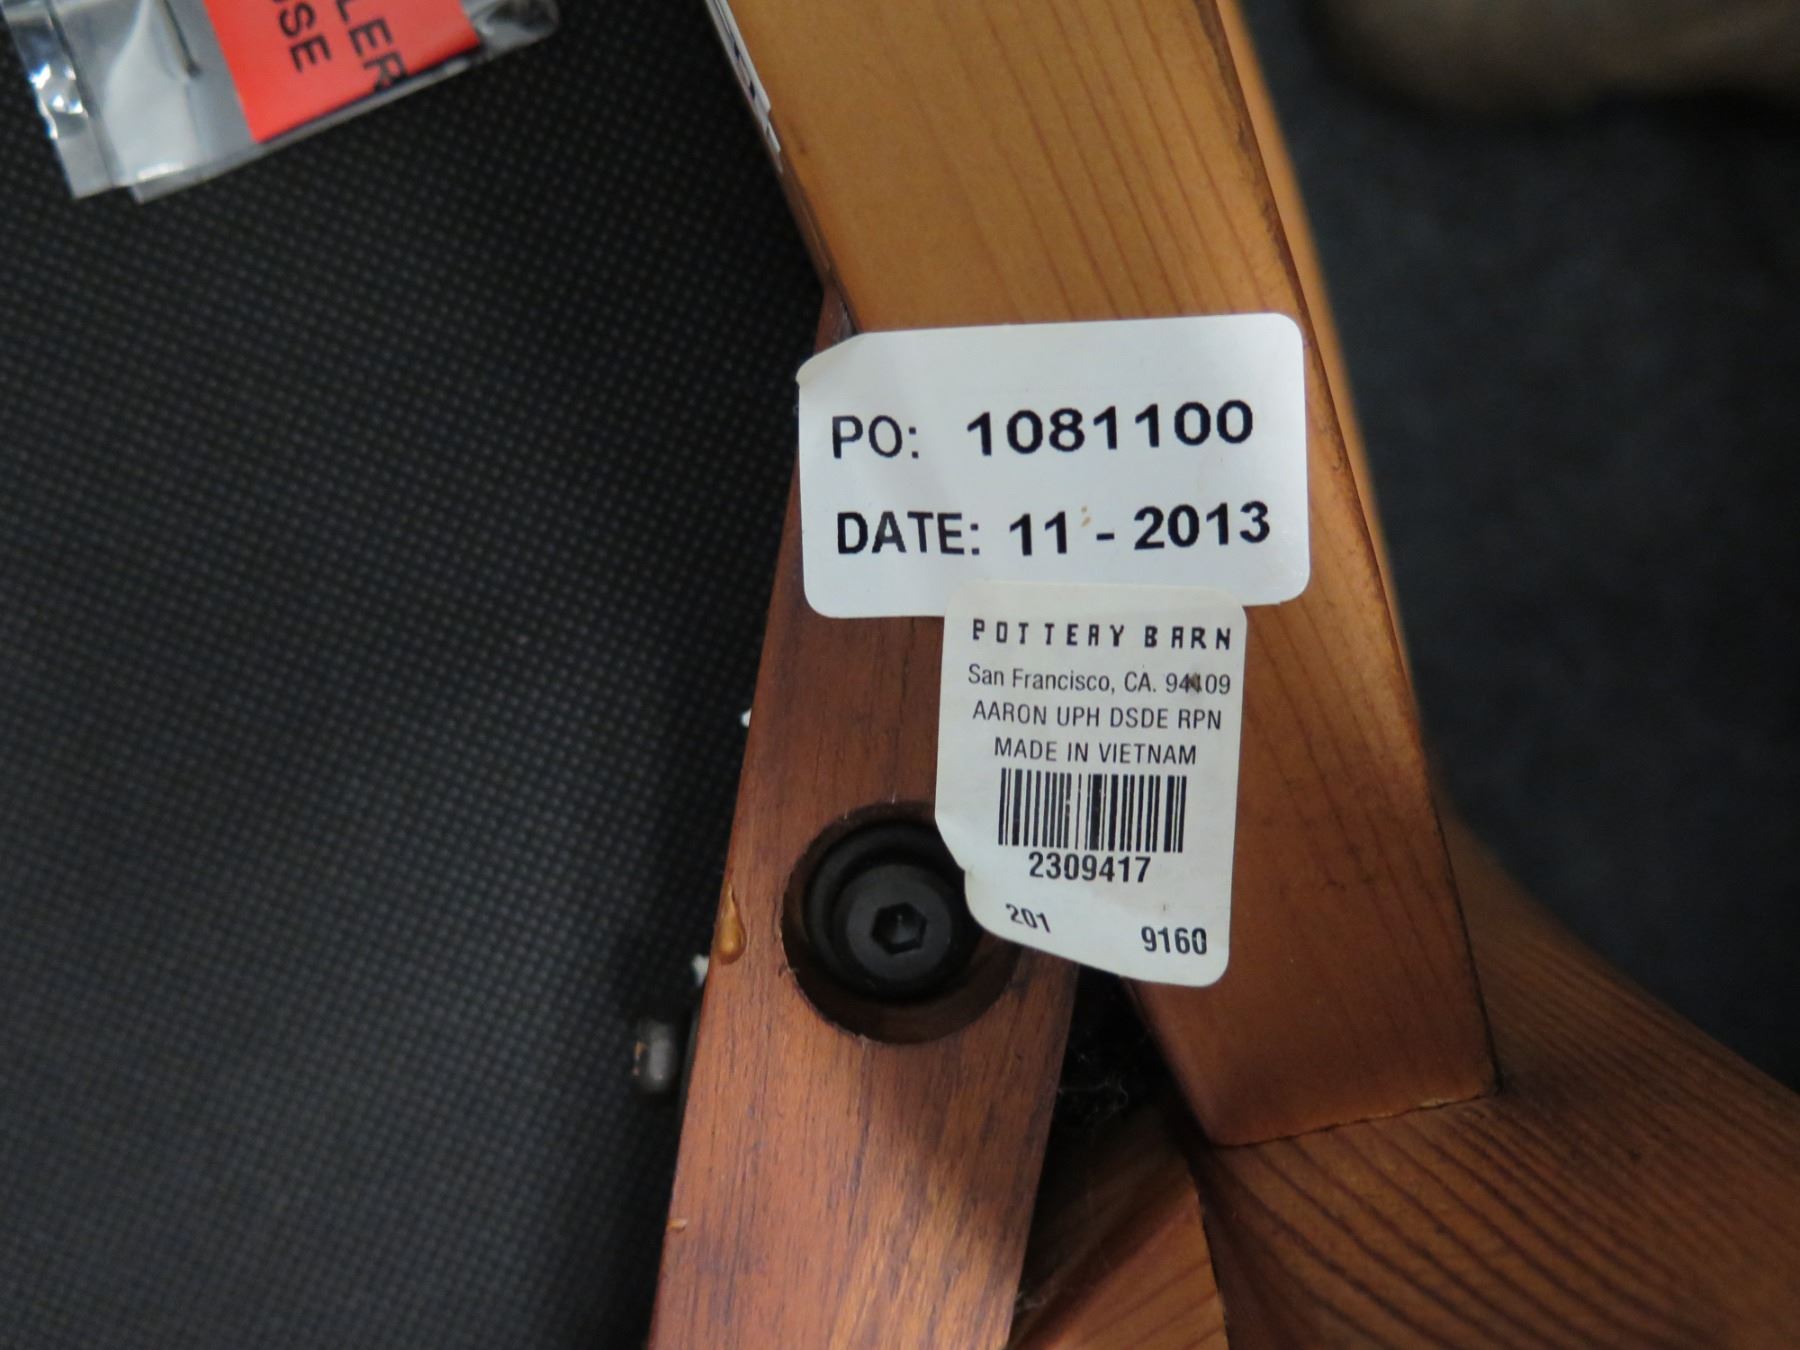 LER
SE
PO: 1081100
DATE: 11 - 2013
POTTERY BARN
San Francisco, CA. 94109
AARON UPH DSDE RPN
MADE IN VIETNAM
2309417
201 9160